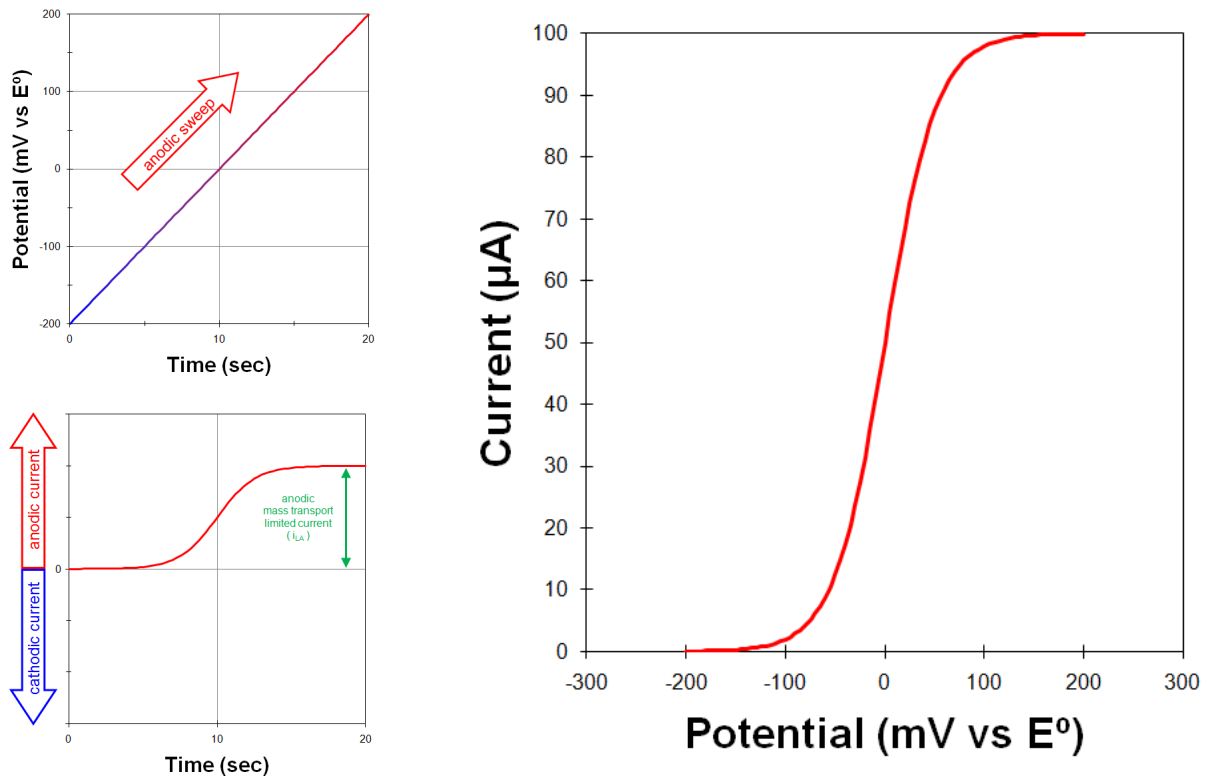 Potential (mV vs Eº)
200
100
0
-100
-200
anodic sweep
0
10
20
Time (sec)
anodic current
cathodic current
0
anodic
mass transport
limited current
( iLA )
0
10
20
Time (sec)
Current (µA)
100
90
80
70
60
50
40
30
20
10
0
-300
-200
-100
0
100
200
300
Potential (mV vs Eº)